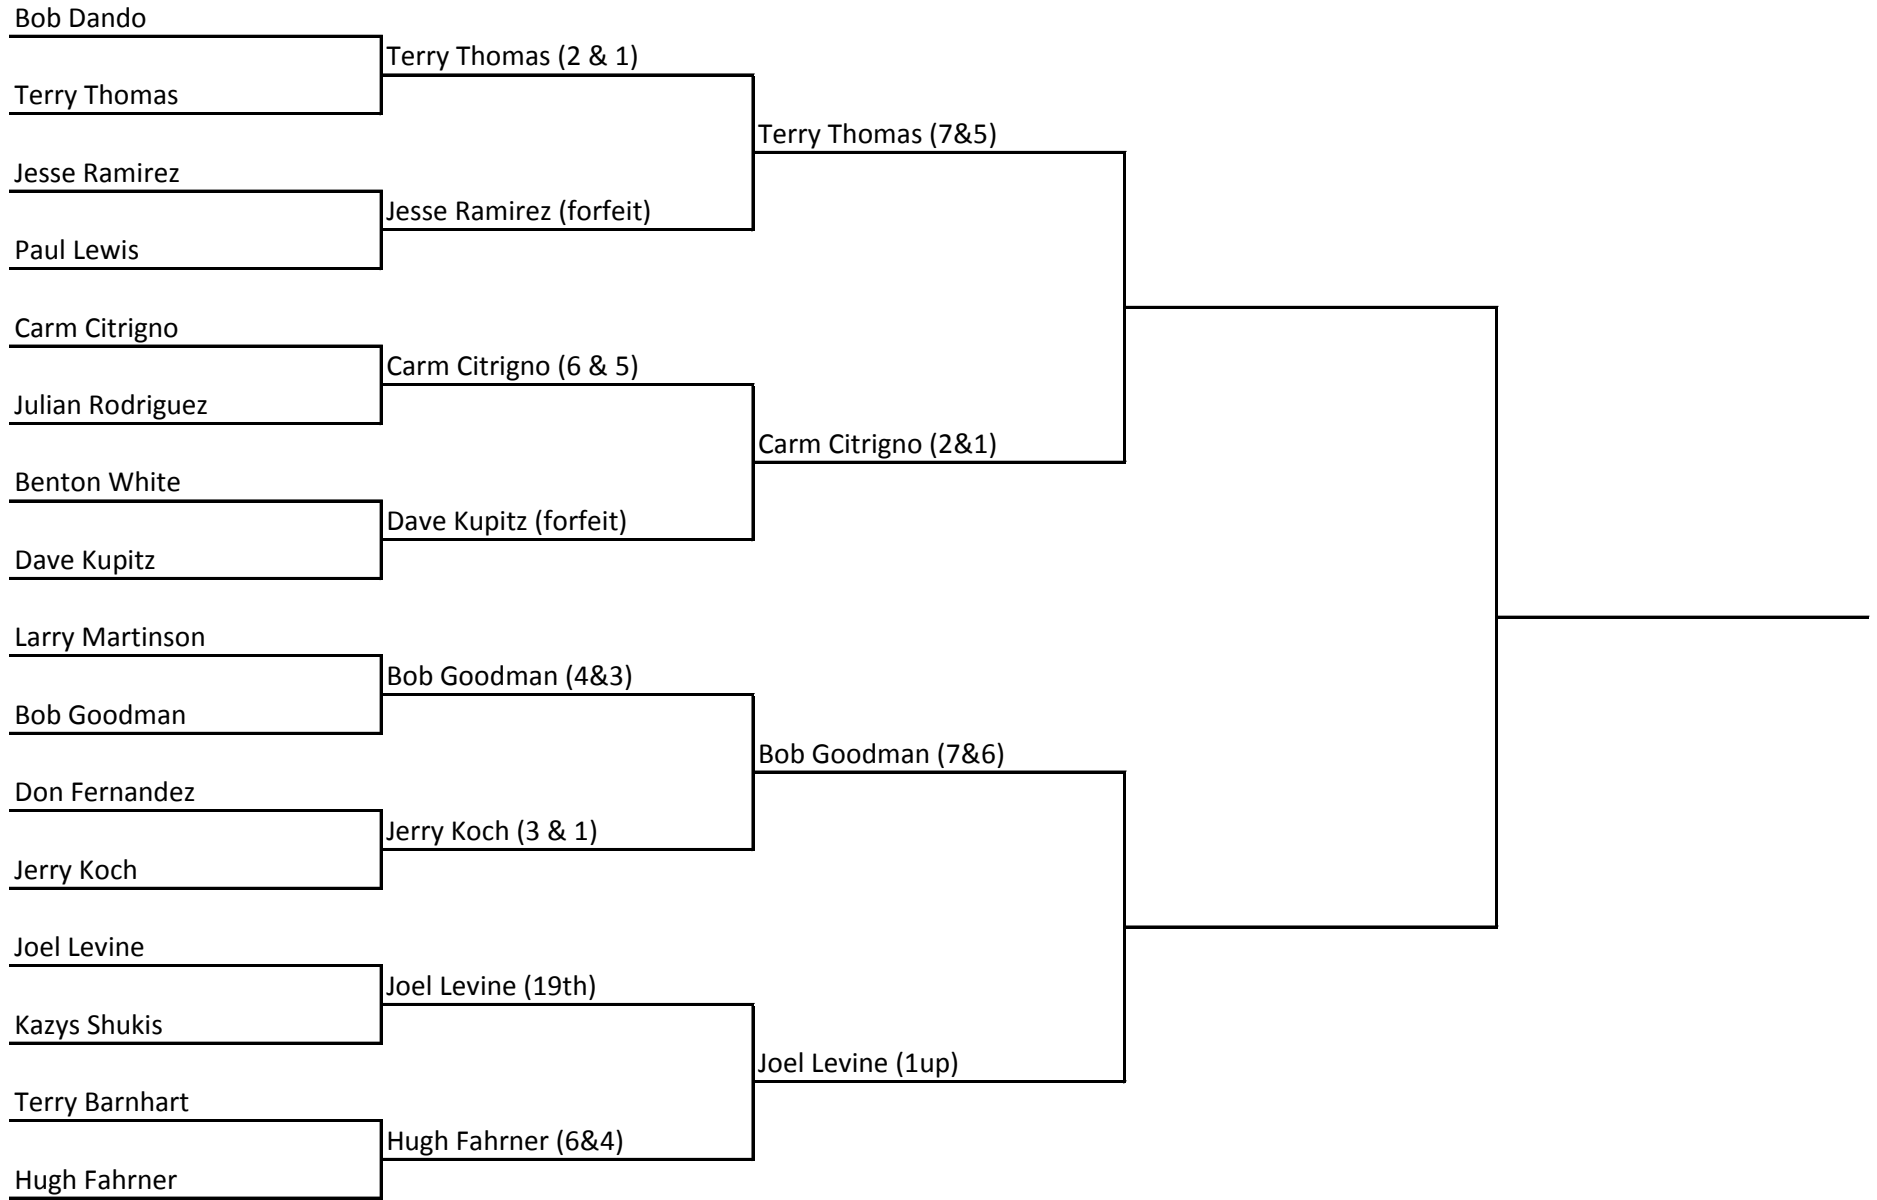 Bob Dando
Terry Thomas (2 & 1)
Terry Thomas
Terry Thomas (7&5)
Jesse Ramirez
Jesse Ramirez (forfeit)
Paul Lewis
Carm Citrigno
Carm Citrigno (6 & 5)
Julian Rodriguez
Carm Citrigno (2&1)
Benton White
Dave Kupitz (forfeit)
Dave Kupitz
Larry Martinson
Bob Goodman (4&3)
Bob Goodman
Bob Goodman (7&6)
Don Fernandez
Jerry Koch (3 & 1)
Jerry Koch
Joel Levine
Joel Levine (19th)
Kazys Shukis
Joel Levine (1up)
Terry Barnhart
Hugh Fahrner (6&4)
Hugh Fahrner